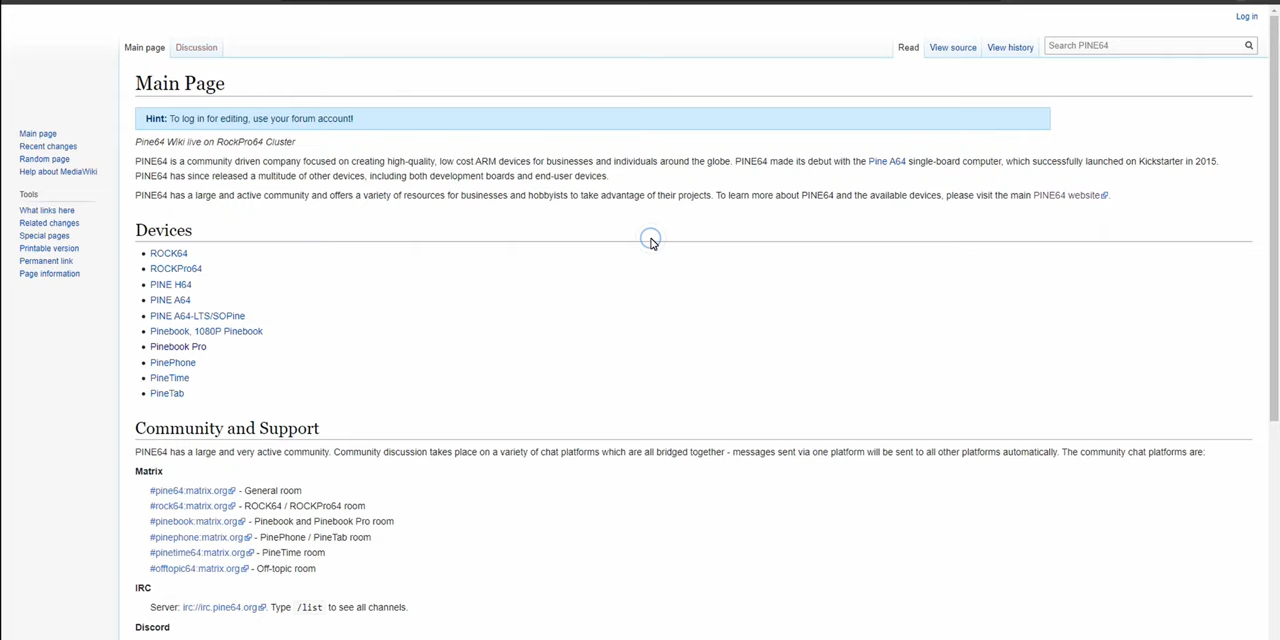 Log in
Main page Discussion Read View source View history Search PINE64
Main Page
Hint: To log in for editing, use your forum account!
Pine64 Wiki live on RockPro64 Cluster
PINE64 is a community driven company focused on creating high-quality, low cost ARM devices for businesses and individuals around the globe. PINE64 made its debut with the Pine A64 single-board computer, which successfully launched on Kickstarter in 2015.
PINE64 has since released a multitude of other devices, including both development boards and end-user devices.
PINE64 has a large and active community and offers a variety of resources for businesses and hobbyists to take advantage of their projects. To learn more about PINE64 and the available devices, please visit the main PINE64 website.
Main page
Recent changes
Random page
Help about MediaWiki
Tools
What links here
Related changes
Special pages
Printable version
Permanent link
Page information
Devices
ROCK64
ROCKPro64
PINE H64
PINE A64
PINE A64-LTS/SOPine
Pinebook, 1080P Pinebook
Pinebook Pro
PinePhone
PineTime
PineTab
Community and Support
PINE64 has a large and very active community. Community discussion takes place on a variety of chat platforms which are all bridged together - messages sent via one platform will be sent to all other platforms automatically. The community chat platforms are:
Matrix
#pine64:matrix.org - General room
#rock64:matrix.org - ROCK64 / ROCKPro64 room
#pinebook:matrix.org - Pinebook and Pinebook Pro room
#pinephone:matrix.org - PinePhone / PineTab room
#pinetime64:matrix.org - PineTime room
#offtopic64:matrix.org - Off-topic room
IRC
Server: irc://irc.pine64.org. Type /list to see all channels.
Discord